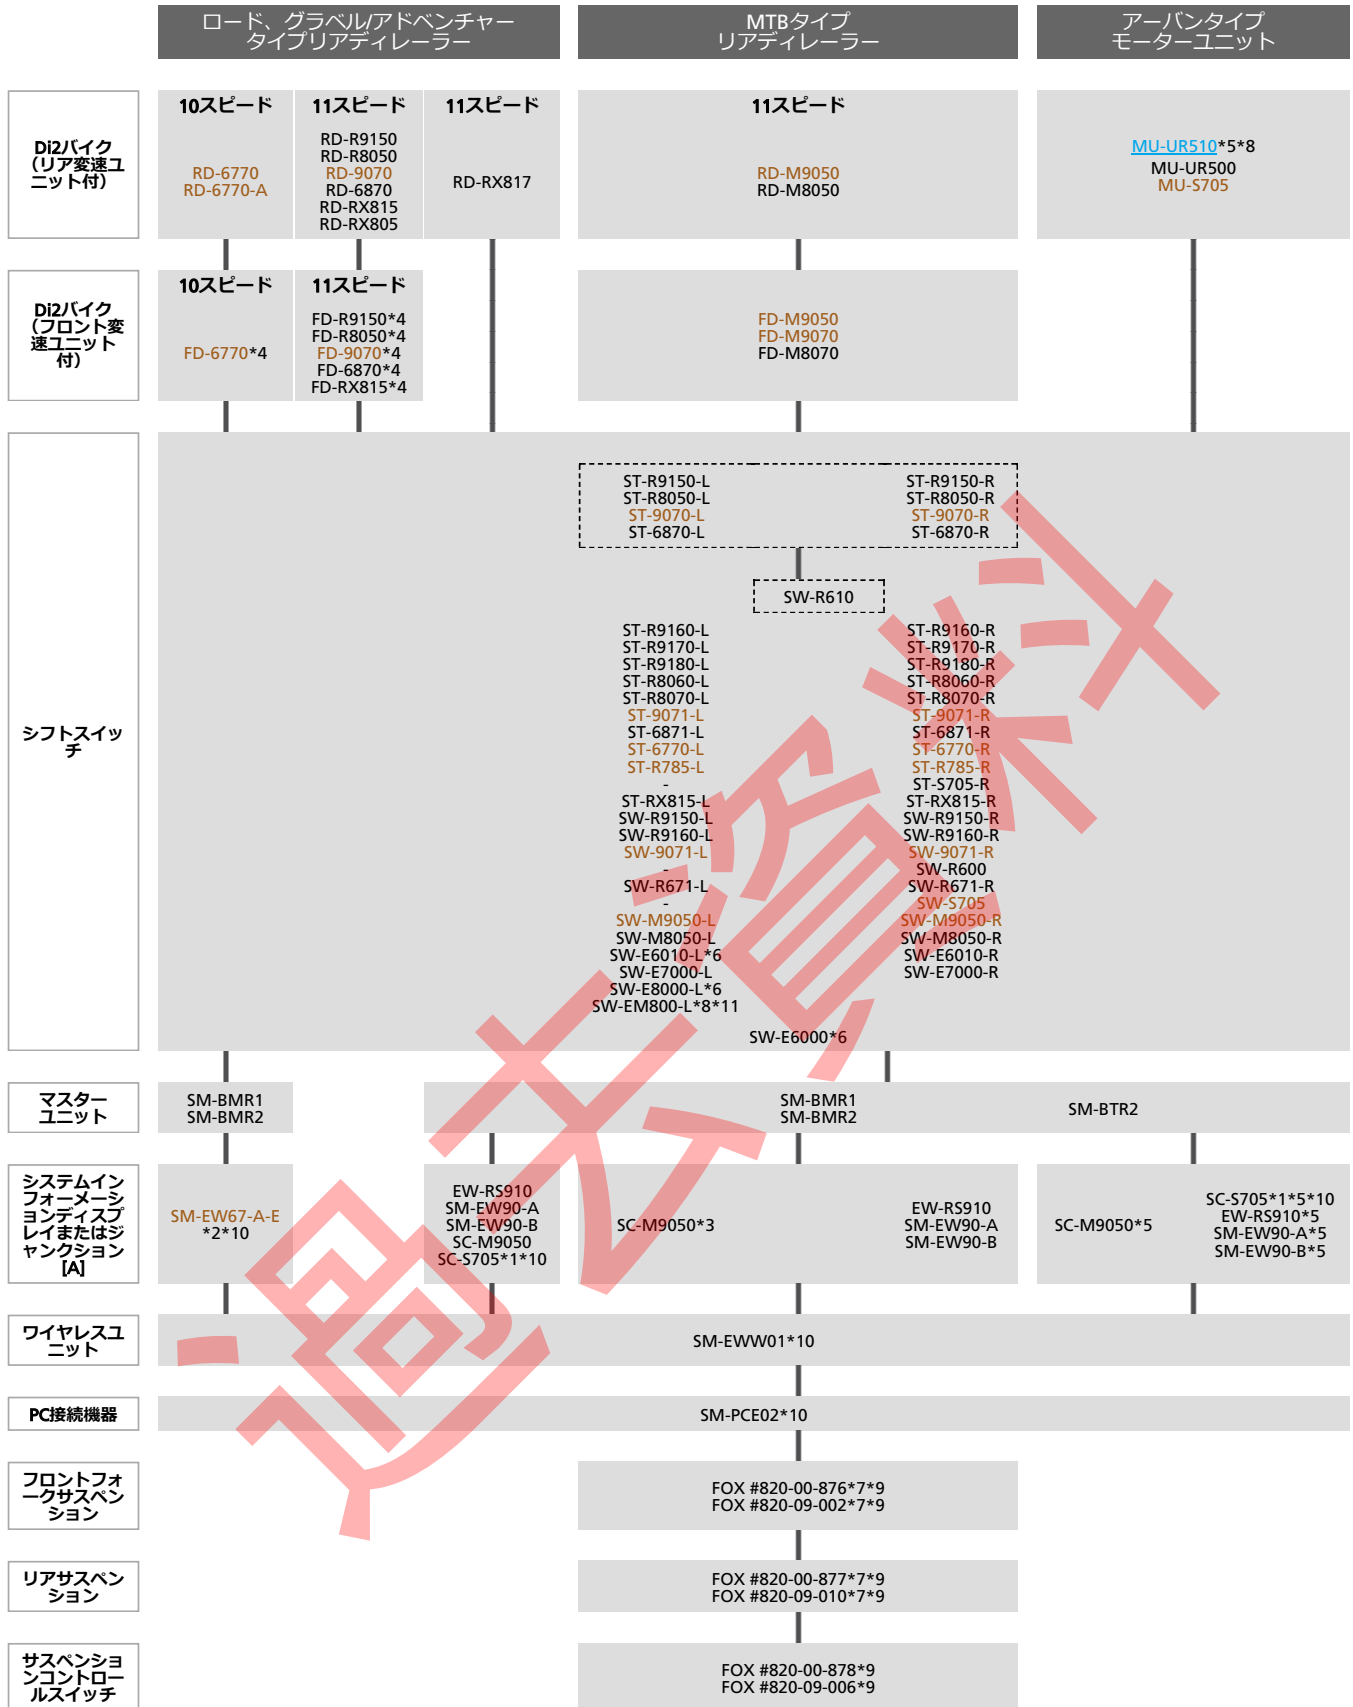 ロード、グラベル/アドベンチャー
タイプリアディレーラー
MTBタイプ
リアディレーラー
アーバンタイプ
モーターユニット
Di2バイク
（リア変速ユ
ニット付）
10スピード
RD-6770
RD-6770-A
11スピード
RD-R9150
RD-R8050
RD-9070
RD-6870
RD-RX815
RD-RX805
11スピード
RD-RX817
11スピード
RD-M9050
RD-M8050
MU-UR510*5*8
MU-UR500
MU-S705
Di2バイク
（フロント変
速ユニット
付）
10スピード
FD-6770*4
11スピード
FD-R9150*4
FD-R8050*4
FD-9070*4
FD-6870*4
FD-RX815*4
FD-M9050
FD-M9070
FD-M8070
シフトスイッ
チ
ST-R9150-L
ST-R8050-L
ST-9070-L
ST-6870-L
ST-R9150-R
ST-R8050-R
ST-9070-R
ST-6870-R
SW-R610
ST-R9160-L
ST-R9170-L
ST-R9180-L
ST-R8060-L
ST-R8070-L
ST-9071-L
ST-6871-L
ST-6770-L
ST-R785-L
-
ST-RX815-L
SW-R9150-L
SW-R9160-L
SW-9071-L
-
SW-R671-L
-
SW-M9050-L
SW-M8050-L
SW-E6010-L*6
SW-E7000-L
SW-E8000-L*6
SW-EM800-L*8*11
ST-R9160-R
ST-R9170-R
ST-R9180-R
ST-R8060-R
ST-R8070-R
ST-9071-R
ST-6871-R
ST-6770-R
ST-R785-R
ST-S705-R
ST-RX815-R
SW-R9150-R
SW-R9160-R
SW-9071-R
SW-R600
SW-R671-R
SW-S705
SW-M9050-R
SW-M8050-R
SW-E6010-R
SW-E7000-R
SW-E6000*6
マスター
ユニット
SM-BMR1
SM-BMR2
SM-BMR1
SM-BMR2
SM-BTR2
システムイン
フォーメーシ
ョンディスプ
レイまたはジ
ャンクション
[A]
SM-EW67-A-E
*2*10
EW-RS910
SM-EW90-A
SM-EW90-B
SC-M9050
SC-S705*1*10
SC-M9050*3
EW-RS910
SM-EW90-A
SM-EW90-B
SC-M9050*5
SC-S705*1*5*10
EW-RS910*5
SM-EW90-A*5
SM-EW90-B*5
ワイヤレスユ
ニット
SM-EWW01*10
PC接続機器
SM-PCE02*10
フロントフォ
ークサスペン
ション
FOX #820-00-876*7*9
FOX #820-09-002*7*9
リアサスペン
ション
FOX #820-00-877*7*9
FOX #820-09-010*7*9
サスペンショ
ンコントロー
ルスイッチ
FOX #820-00-878*9
FOX #820-09-006*9
過去資料